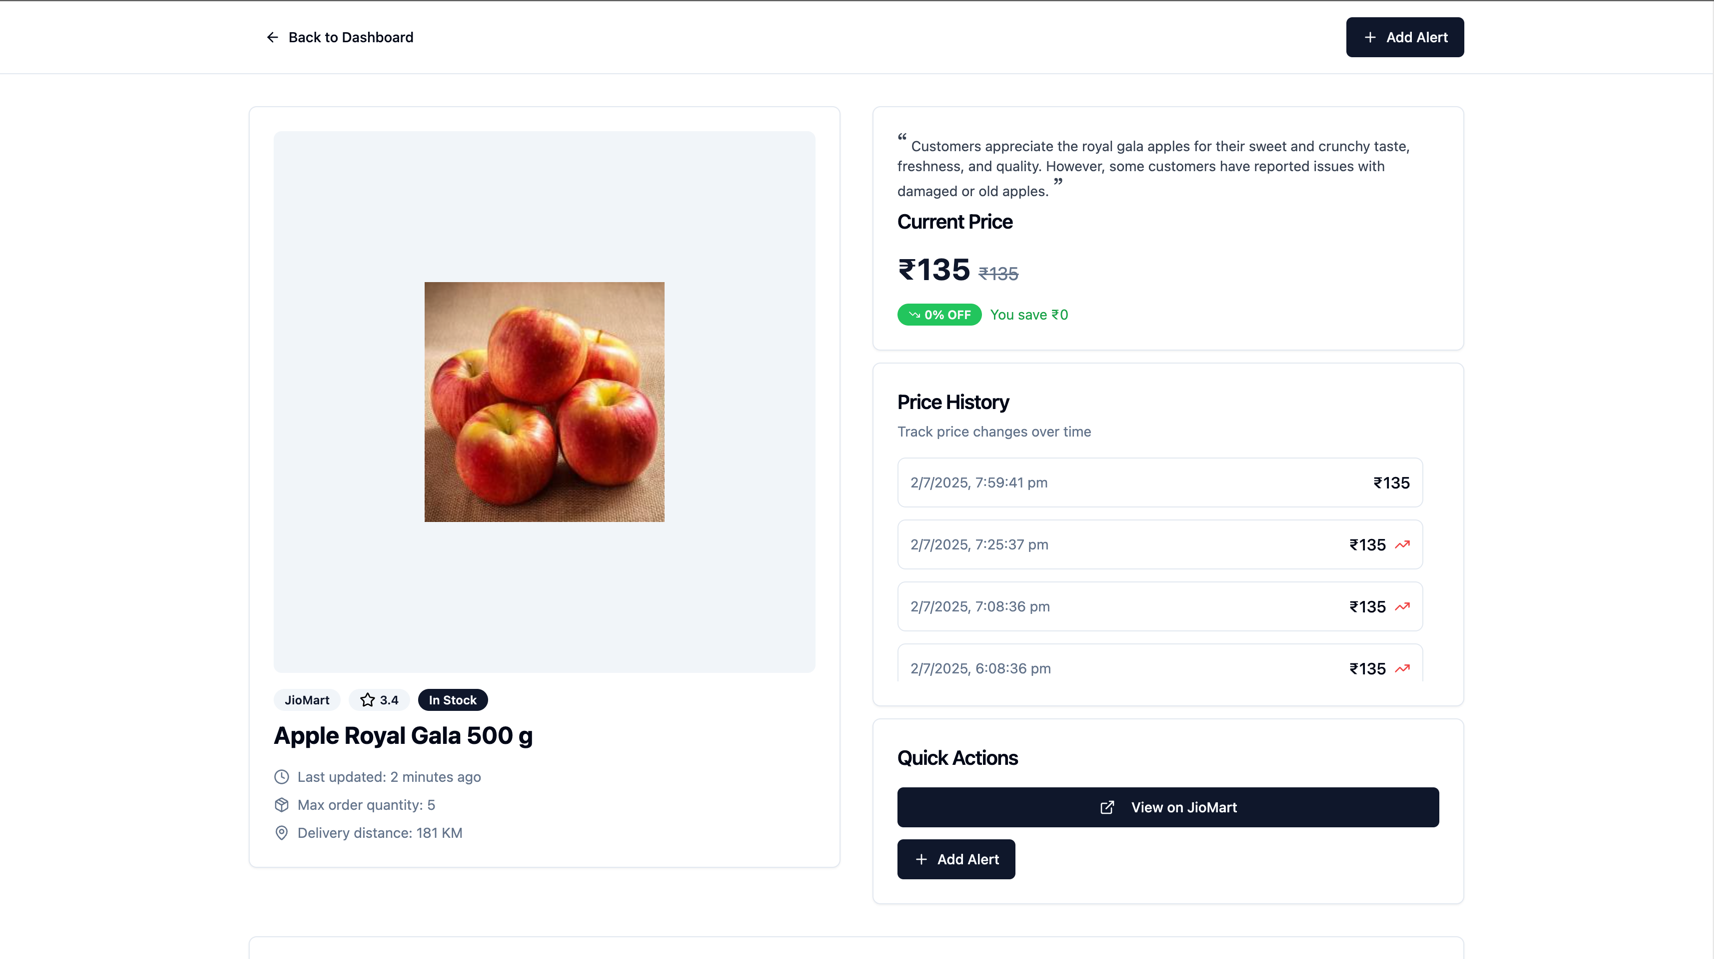 Back to Dashboard
Add Alert
“ Customers appreciate the royal gala apples for their sweet and crunchy taste,
freshness, and quality. However, some customers have reported issues with
damaged or old apples. ”
Current Price
₹135 ₹135
0% OFF You save ₹0
Price History
Track price changes over time
2/7/2025, 7:59:41 pm ₹135
2/7/2025, 7:25:37 pm ₹135
2/7/2025, 7:08:36 pm ₹135
2/7/2025, 6:08:36 pm ₹135
JioMart 3.4 In Stock
Apple Royal Gala 500 g
Last updated: 2 minutes ago
Max order quantity: 5
Delivery distance: 181 KM
Quick Actions
View on JioMart
Add Alert